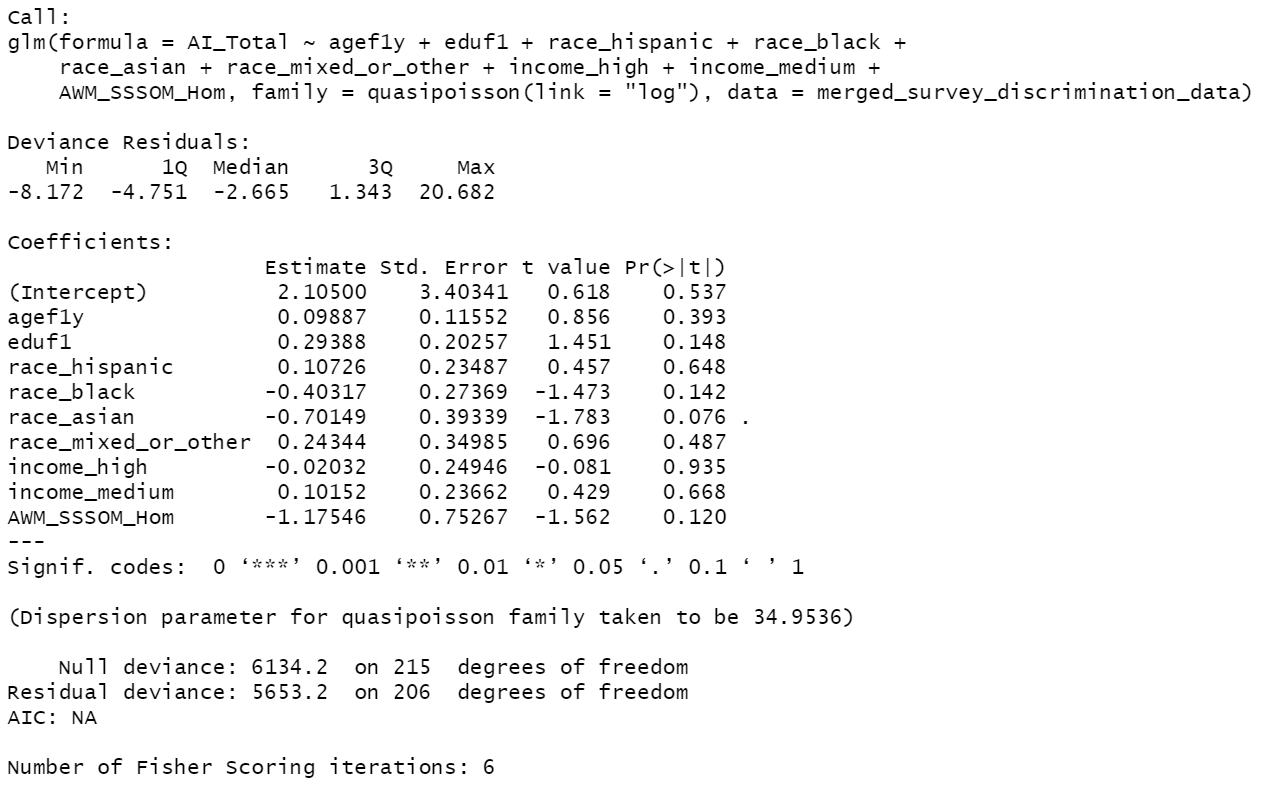 Call:
glm(formula = AI_Total ~ agef1y + eduf1 + race_hispanic + race_black +
    race_asian + race_mixed_or_other + income_high + income_medium +
    AWM_SSSOM_Hom, family = quasipoisson(link = "log"), data = merged_survey_discrimination_data)

Deviance Residuals:
   Min      1Q  Median      3Q     Max
-8.172  -4.751  -2.665   1.343  20.682

Coefficients:
                    Estimate Std. Error t value Pr(>|t|)
(Intercept)          2.10500    3.40341   0.618    0.537
agef1y               0.09887    0.11552   0.856    0.393
eduf1                0.29388    0.20257   1.451    0.148
race_hispanic        0.10726    0.23487   0.457    0.648
race_black          -0.40317    0.27369  -1.473    0.142
race_asian          -0.70149    0.39339  -1.783    0.076 .
race_mixed_or_other  0.24344    0.34985   0.696    0.487
income_high         -0.02032    0.24946  -0.081    0.935
income_medium        0.10152    0.23662   0.429    0.668
AWM_SSSOM_Hom       -1.17546    0.75267  -1.562    0.120
---
Signif. codes:  0 ‘***’ 0.001 ‘**’ 0.01 ‘*’ 0.05 ‘.’ 0.1 ‘ ’ 1

(Dispersion parameter for quasipoisson family taken to be 34.9536)

    Null deviance: 6134.2  on 215  degrees of freedom
Residual deviance: 5653.2  on 206  degrees of freedom
AIC: NA

Number of Fisher Scoring iterations: 6